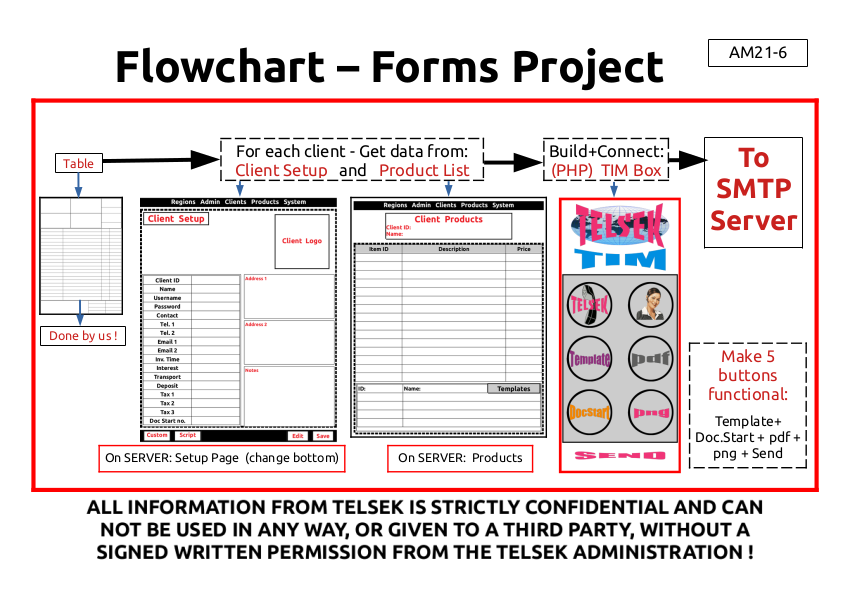 Flowchart – Forms Project
AM21-6
Table
For each client - Get data from:
Client Setup and Product List
Build+Connect:
(PHP) TIM Box
To
SMTP
Server
Done by us !
Regions Admin Clients Products System
Client Setup
Client Logo
Client ID
Name
Username
Password
Contact
Tel. 1
Tel. 2
Email 1
Email 2
Inv. Time
Interest
Transport
Deposit
Tax 1
Tax 2
Tax 3
Doc Start no.
Address 1
Address 2
Notes
Custom Script Edit Save
On SERVER: Setup Page (change bottom)
Regions Admin Clients Products System
Client Products
Client ID:
Name:
Item ID Description Price
ID: Name: Templates
On SERVER: Products
TELSEK
TIM
TELSEK
Template pdf
DocStart png
SEND
Make 5
buttons
functional:
Template+
Doc.Start + pdf +
png + Send
ALL INFORMATION FROM TELSEK IS STRICTLY CONFIDENTIAL AND CAN
NOT BE USED IN ANY WAY, OR GIVEN TO A THIRD PARTY, WITHOUT A
SIGNED WRITTEN PERMISSION FROM THE TELSEK ADMINISTRATION !